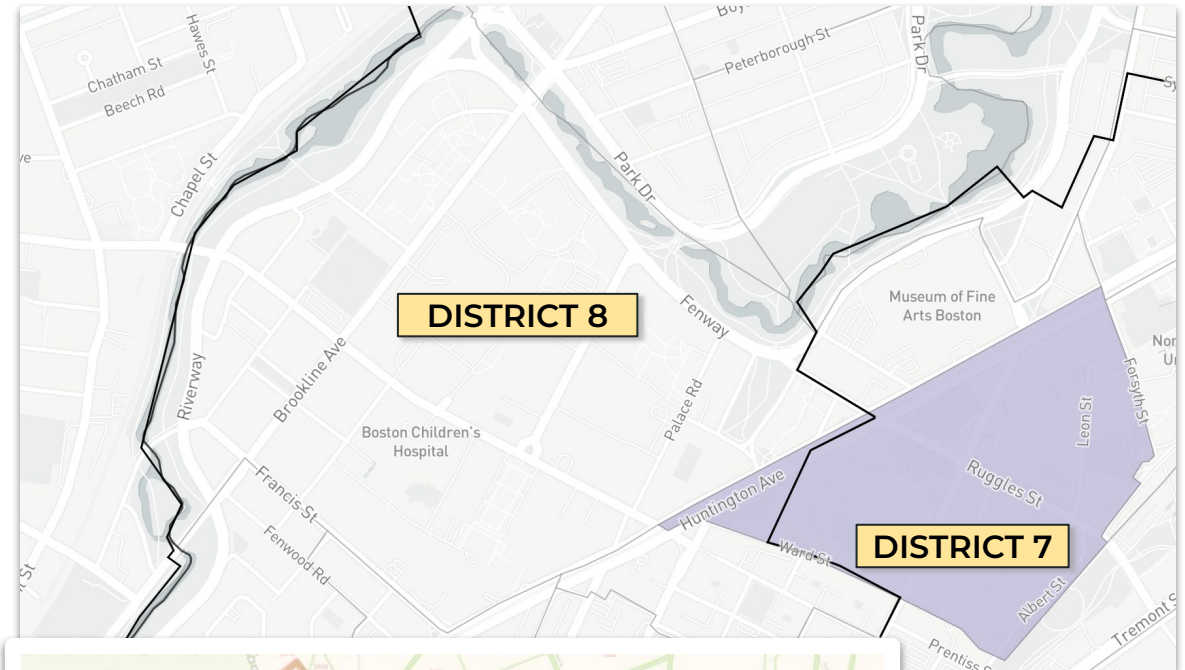 Hawes St
Chatham St
Beech Rd
Chapel St
Park Dr
Peterborough St
Park Dr
DISTRICT 8
Fenway
Museum of Fine
Arts Boston
Riverway
Brookline Ave
Palace Rd
Forsyth St
Leon St
Boston Children's
Hospital
Francis St
Huntington Ave
Ruggles St
Fenwood Rd
Ward St
DISTRICT 7
Albert St
Tremont S
Prentiss S